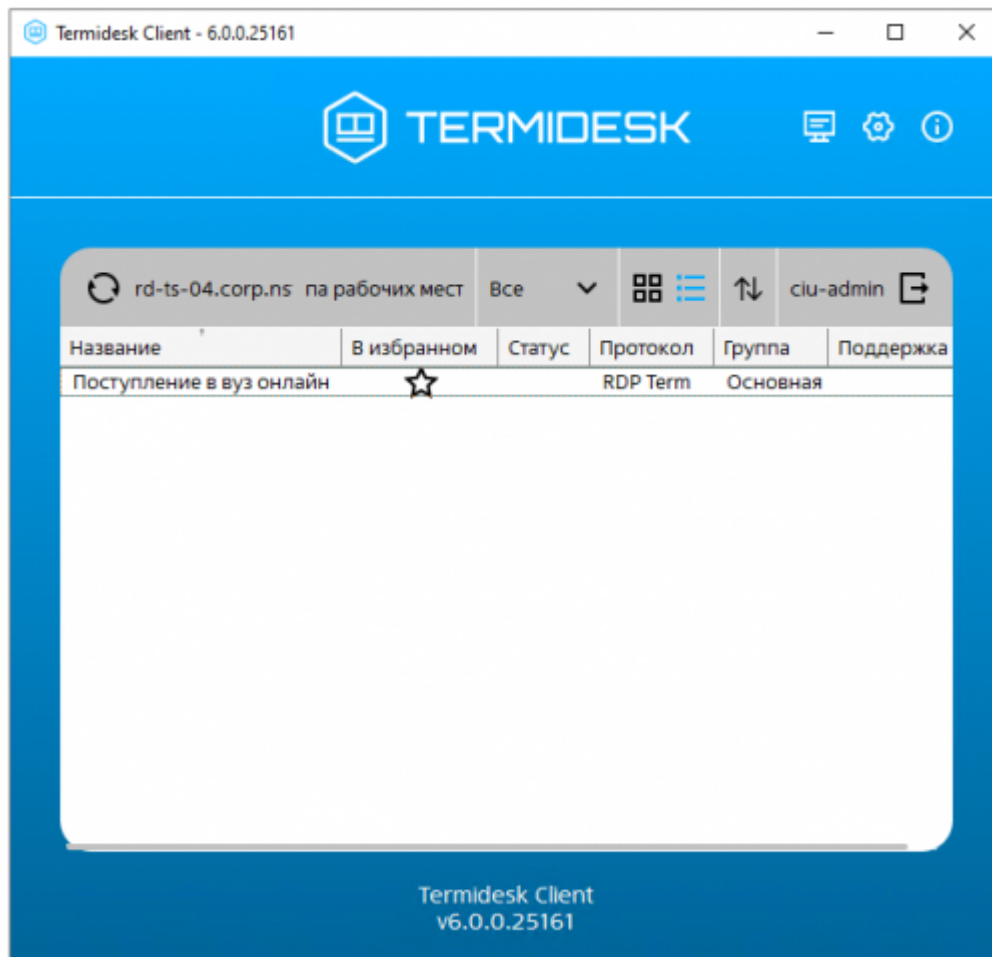 Termidesk Client - 6.0.0.25161
TERMIDESK
rd-ts-04.corp.ns па рабочих мест Все ciu-admin
Название В избранном Статус Протокол Группа Поддержка
Поступление в вуз онлайн RDP Term Основная
Termidesk Client
v6.0.0.25161